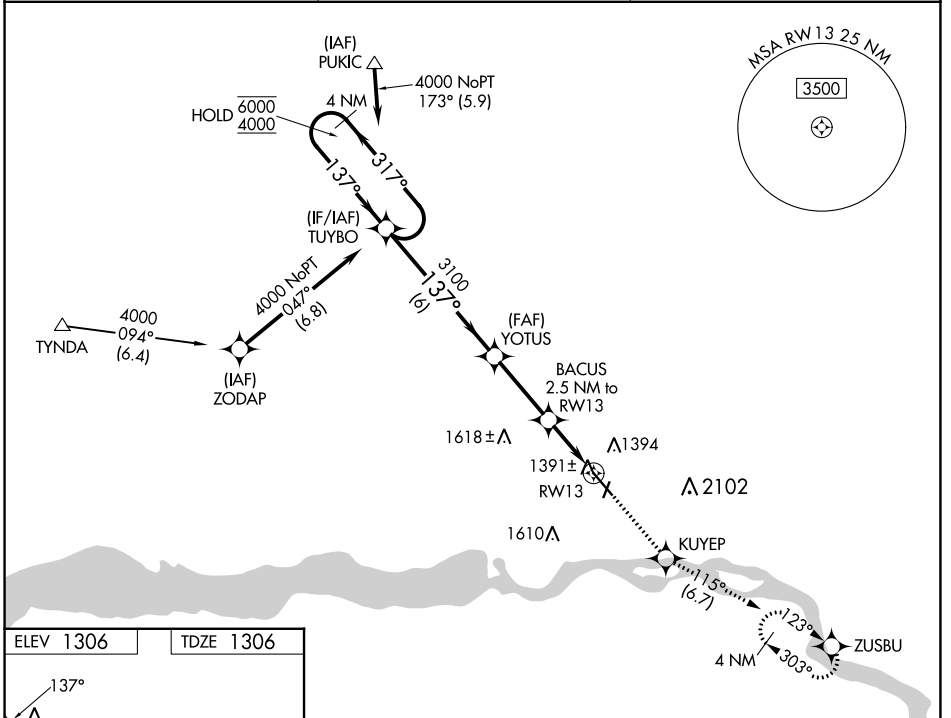 (IAF)
PUKIC
4000 NoPT
173° (5.9)
MSA RW13 25 NM
3500
HOLD
6000
4000
4 NM
137°
317°
(IF/IAF)
TUYBO
4000 NoPT
047°
(6.8)
3100
137°
(6)
TYNDA
4000
094°
(6.4)
(IAF)
ZODAP
(FAF)
YOTUS
BACUS
2.5 NM to
RW13
1618±
1394
1391±
RW13
2102
1610
KUYEP
115°
(6.7)
123°
303°
4 NM
ZUSBU
ELEV 1306
TDZE 1306
137°